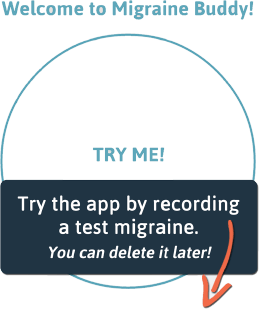 Welcome to Migraine Buddy!
TRY ME!
Try the app by recording
a test migraine.
You can delete it later!